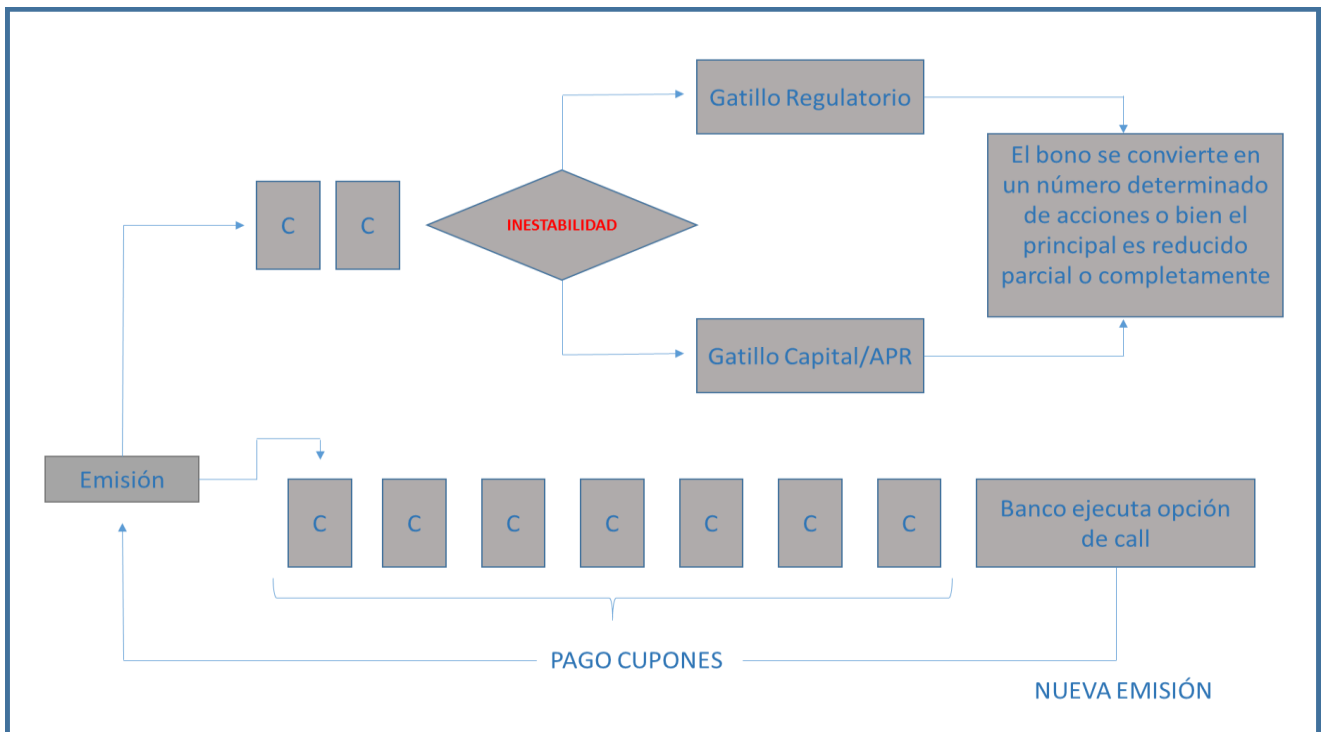 Gatillo Regulatorio
El bono se convierte en
un número determinado
de acciones o bien el
principal es reducido
parcial o completamente
C
C
INESTABILIDAD
Gatillo Capital/APR
Emisión
C
C
C
C
C
C
C
Banco ejecuta opción
de call
PAGO CUPONES
NUEVA EMISIÓN